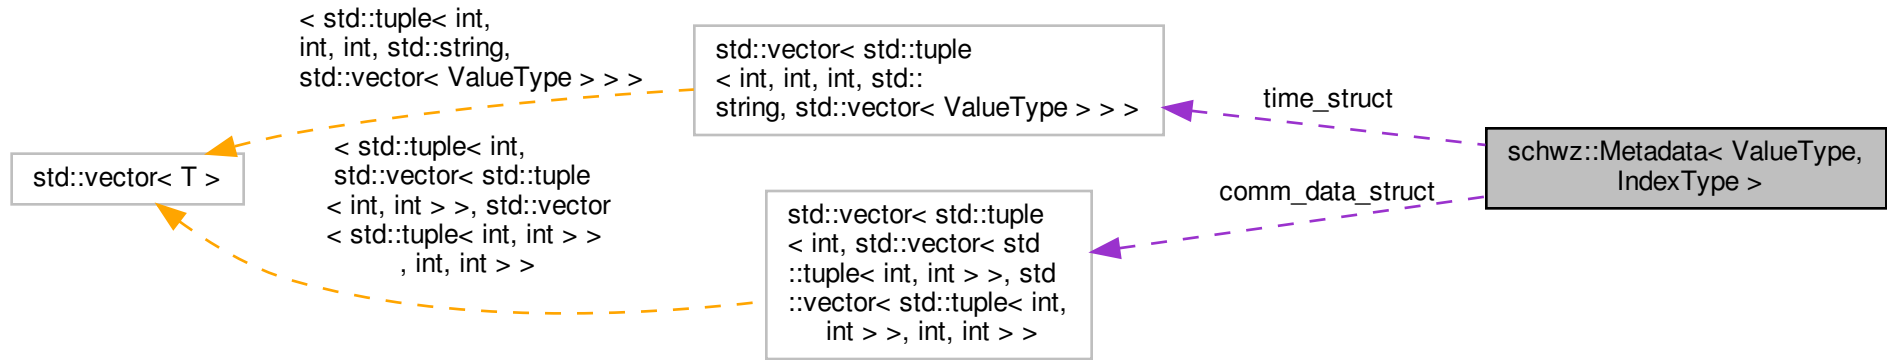 < std::tuple< int,
int, int, std::string,
std::vector< ValueType > > >
std::vector< std::tuple
< int, int, int, std::
string, std::vector< ValueType > > >
time_struct
schwz::Metadata< ValueType,
IndexType >
std::vector< T >
< std::tuple< int,
std::vector< std::tuple
< int, int > >, std::vector
< std::tuple< int, int > >
, int, int > >
comm_data_struct
std::vector< std::tuple
< int, std::vector< std
::tuple< int, int > >, std
::vector< std::tuple< int,
int > >, int, int > >